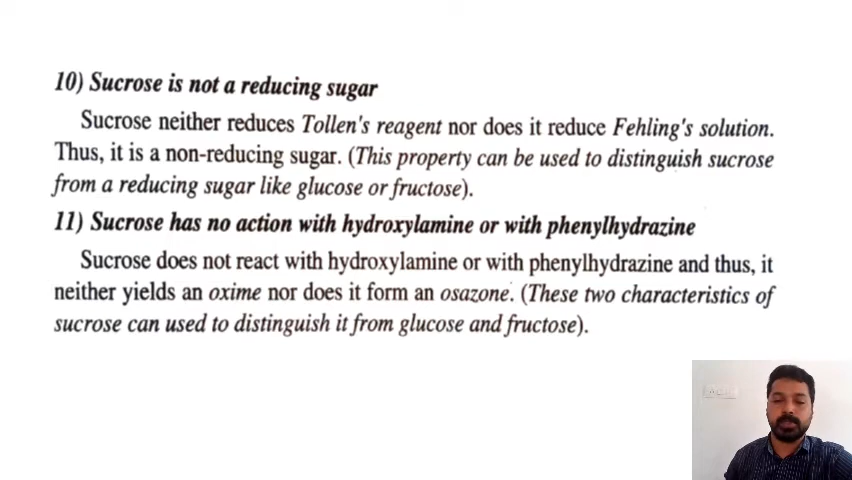 10) Sucrose is not a reducing sugar
Sucrose neither reduces Tollen's reagent nor does it reduce Fehling's solution.
Thus, it is a non-reducing sugar. (This property can be used to distinguish sucrose
from a reducing sugar like glucose or fructose).
11) Sucrose has no action with hydroxylamine or with phenylhydrazine
Sucrose does not react with hydroxylamine or with phenylhydrazine and thus, it
neither yields an oxime nor does it form an osazone. (These two characteristics of
sucrose can used to distinguish it from glucose and fructose).